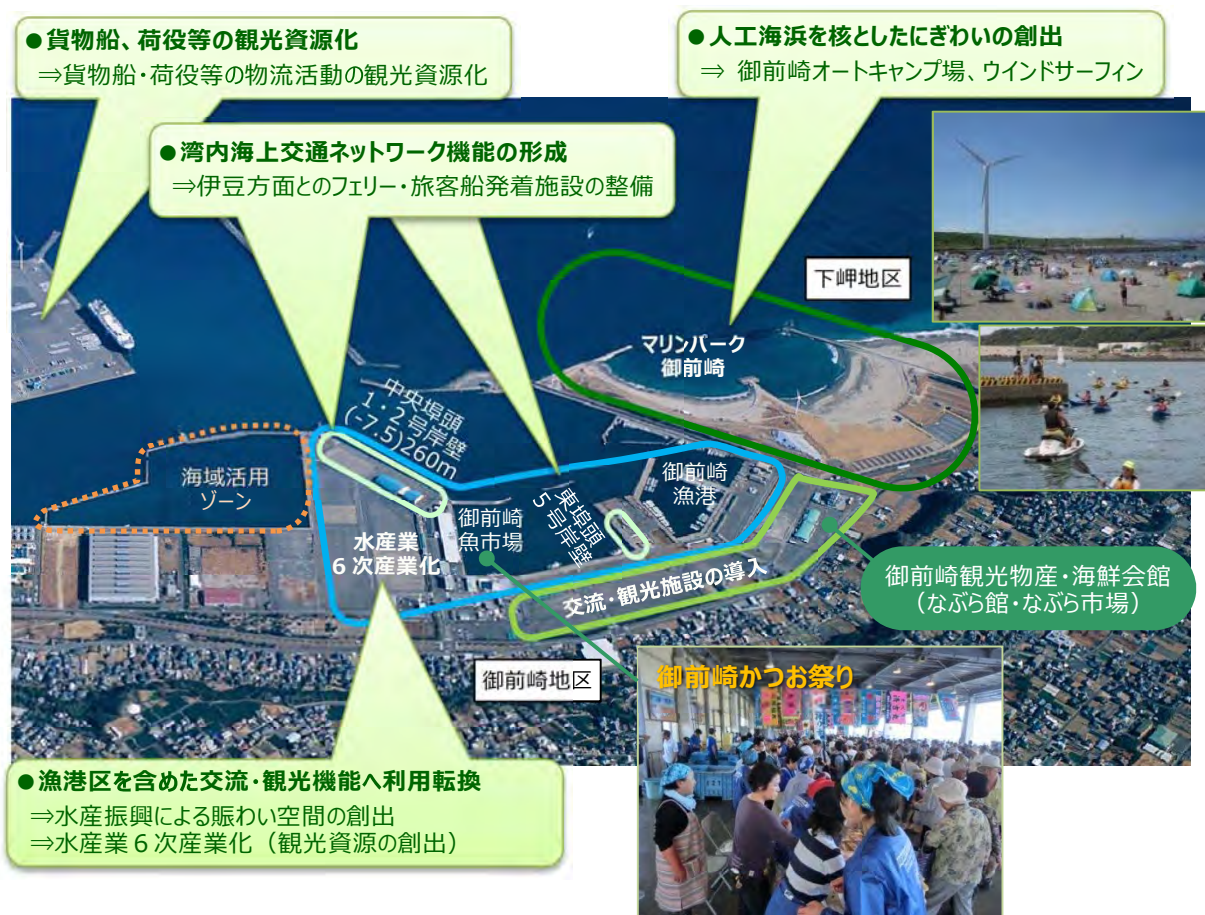 ●貨物船、荷役等の観光資源化
⇒貨物船・荷役等の物流活動の観光資源化
●人工海浜を核としたにぎわいの創出
⇒ 御前崎オートキャンプ場、ウインドサーフィン
●湾内海上交通ネットワーク機能の形成
⇒伊豆方面とのフェリー・旅客船発着施設の整備
下岬地区
マリンパーク
御前崎
中央埠頭
1・2号岸壁
(-7.5)260m
海域活用
ゾーン
御前崎
漁港
東埠頭
5号岸壁
御前崎
魚市場
水産業
6次産業化
交流・観光施設の導入
御前崎観光物産・海鮮会館
(なぶら館・なぶら市場)
御前崎地区
御前崎かつお祭り
●漁港区を含めた交流・観光機能へ利用転換
⇒水産振興による賑わい空間の創出
⇒水産業6次産業化(観光資源の創出)